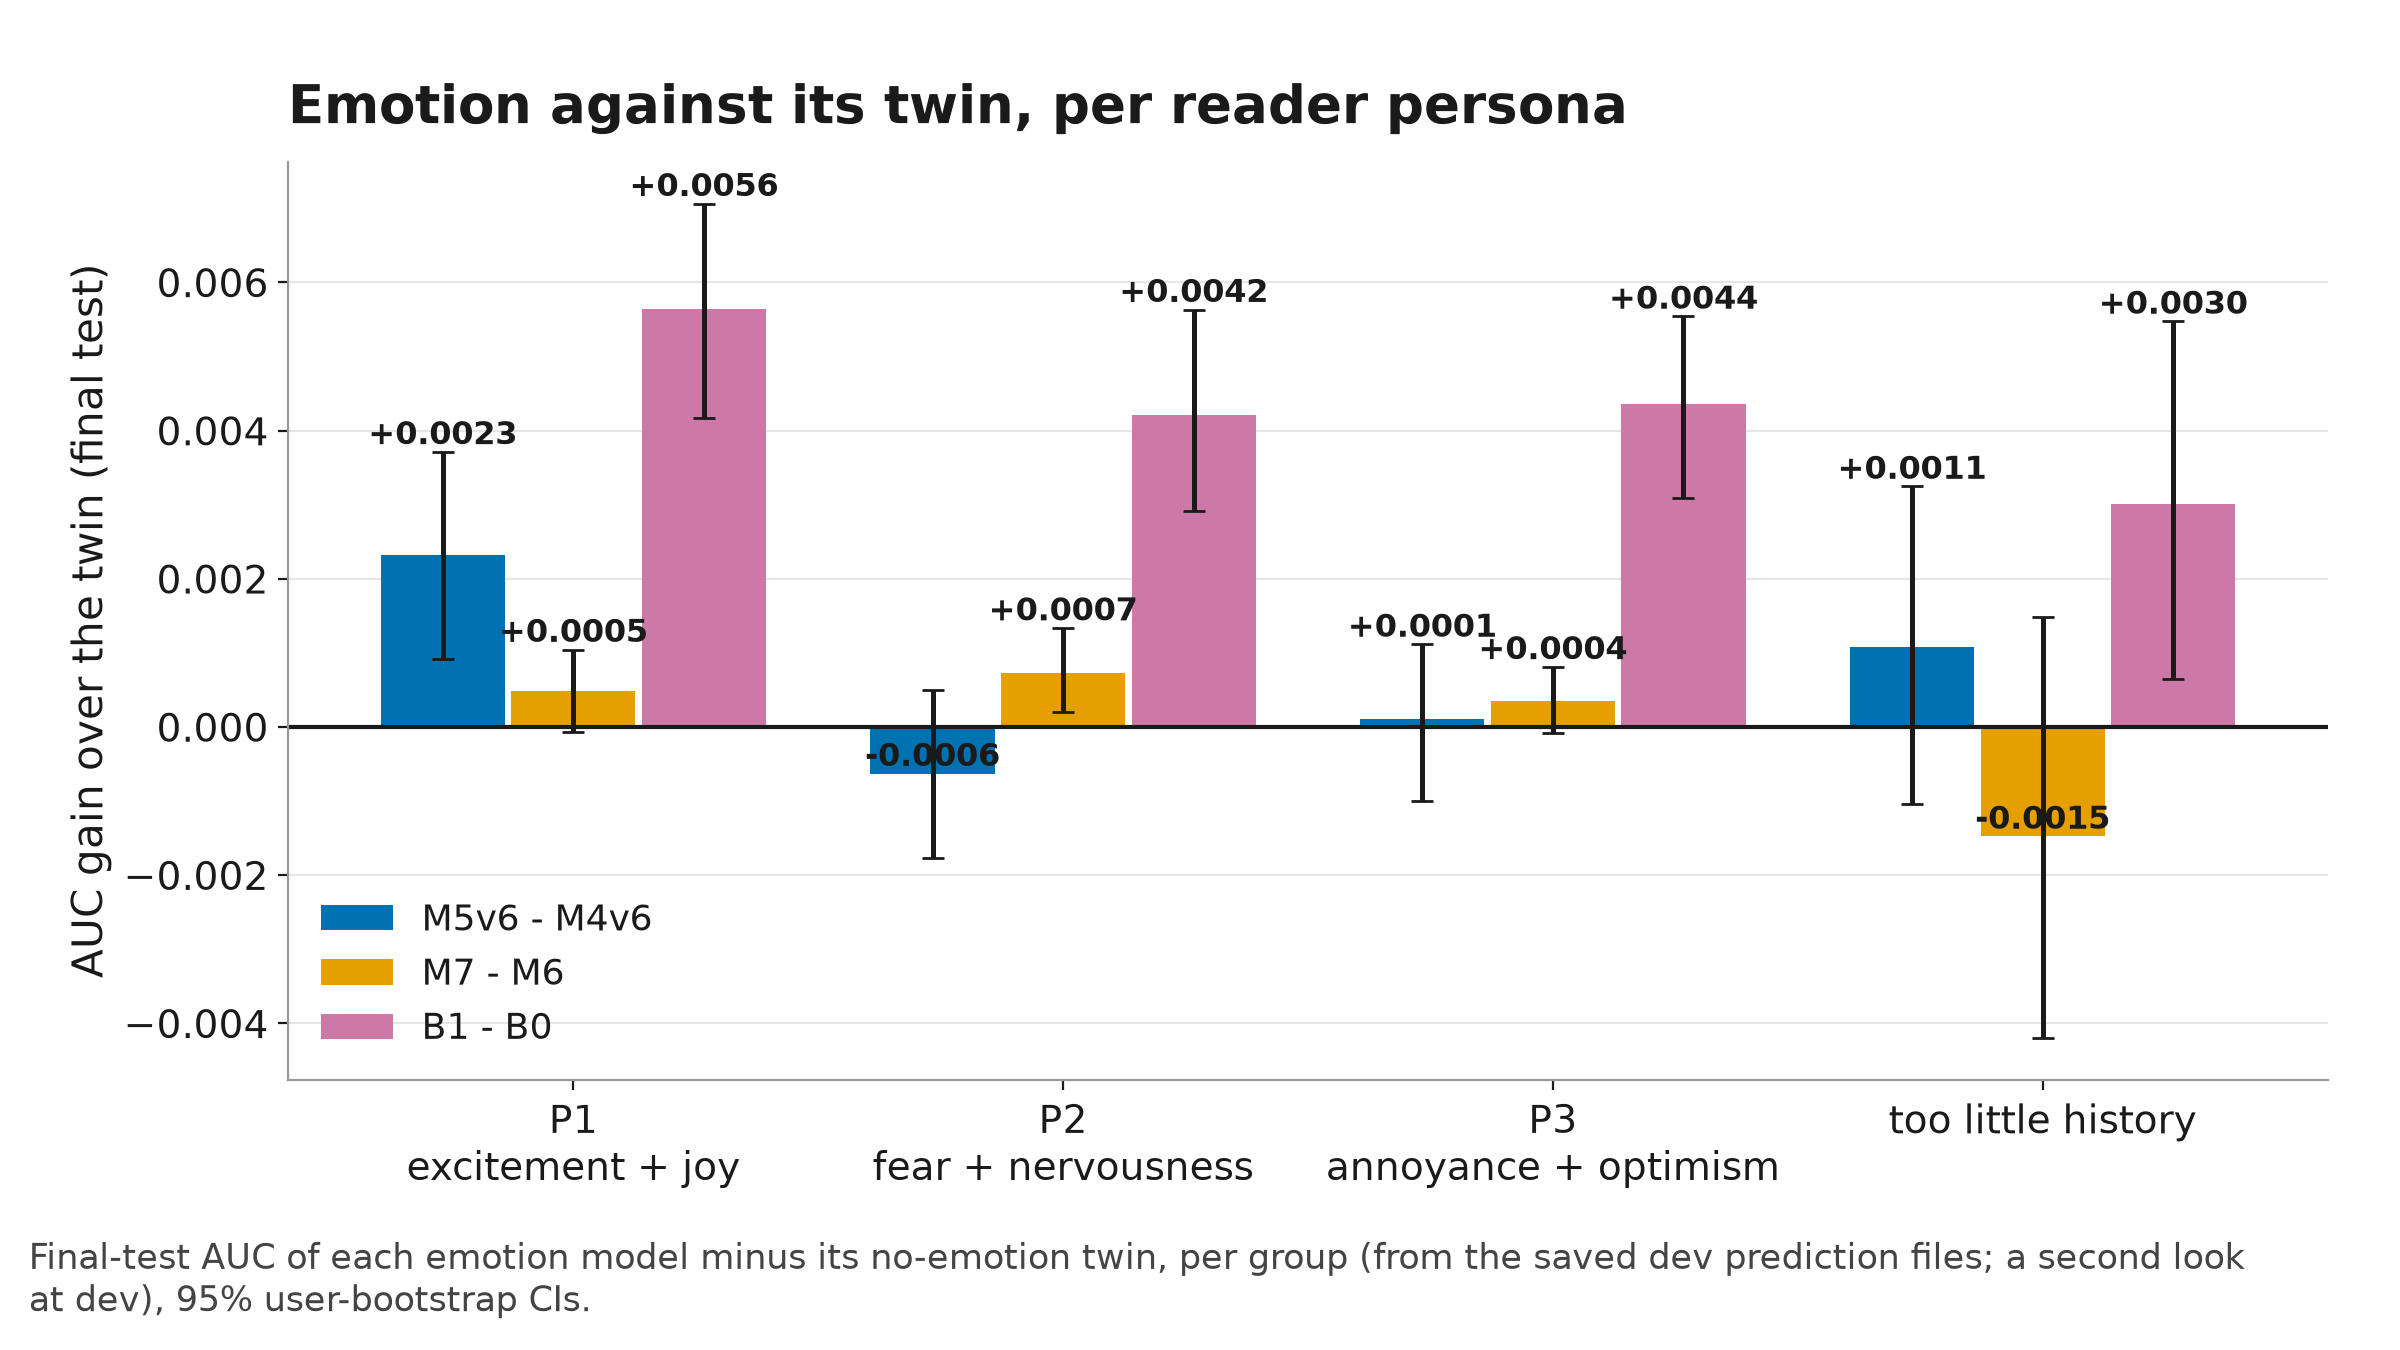 Emotion against its twin, per reader persona
AUC gain over the twin (final test)
0.006
0.004
0.002
0.000
−0.002
−0.004
+0.0023
+0.0005
+0.0056
-0.0006
+0.0007
+0.0042
+0.0001
+0.0004
+0.0044
+0.0011
-0.0015
+0.0030
M5v6 - M4v6
M7 - M6
B1 - B0
P1
excitement + joy
P2
fear + nervousness
P3
annoyance + optimism
too little history
Final-test AUC of each emotion model minus its no-emotion twin, per group (from the saved dev prediction files; a second look
at dev), 95% user-bootstrap CIs.